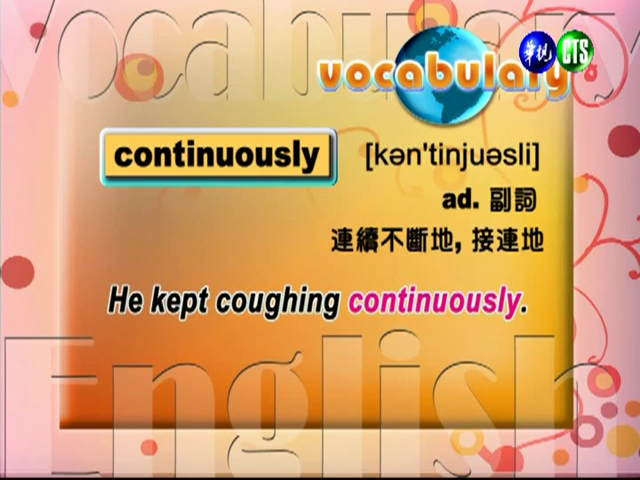 Vocabulary
華視 CTS
vocabulary
continuously [kən'tinjuəsli]
ad. 副詞
連續不斷地, 接連地
He kept coughing continuously.
English